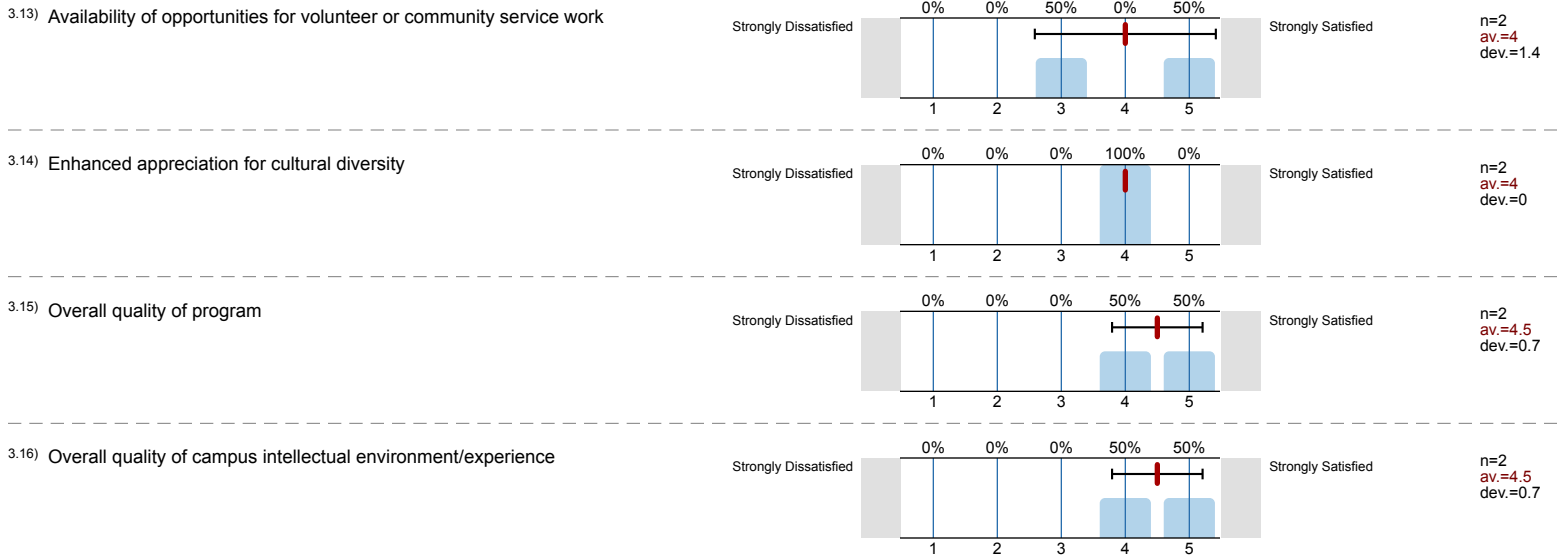 3.13) Availability of opportunities for volunteer or community service work
0% 0% 50% 0% 50%
Strongly Dissatisfied Strongly Satisfied
n=2
av.=4
dev.=1.4
1 2 3 4 5
3.14) Enhanced appreciation for cultural diversity
0% 0% 0% 100% 0%
Strongly Dissatisfied Strongly Satisfied
n=2
av.=4
dev.=0
1 2 3 4 5
3.15) Overall quality of program
0% 0% 0% 50% 50%
Strongly Dissatisfied Strongly Satisfied
n=2
av.=4.5
dev.=0.7
1 2 3 4 5
3.16) Overall quality of campus intellectual environment/experience
0% 0% 0% 50% 50%
Strongly Dissatisfied Strongly Satisfied
n=2
av.=4.5
dev.=0.7
1 2 3 4 5